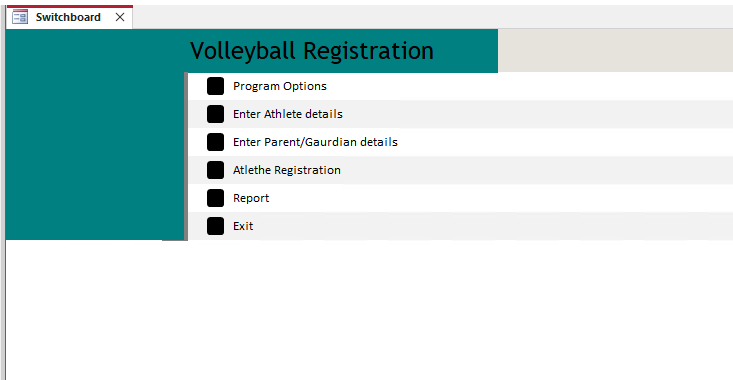 Switchboard
Volleyball Registration
Program Options
Enter Athlete details
Enter Parent/Gaurdian details
Atlethe Registration
Report
Exit